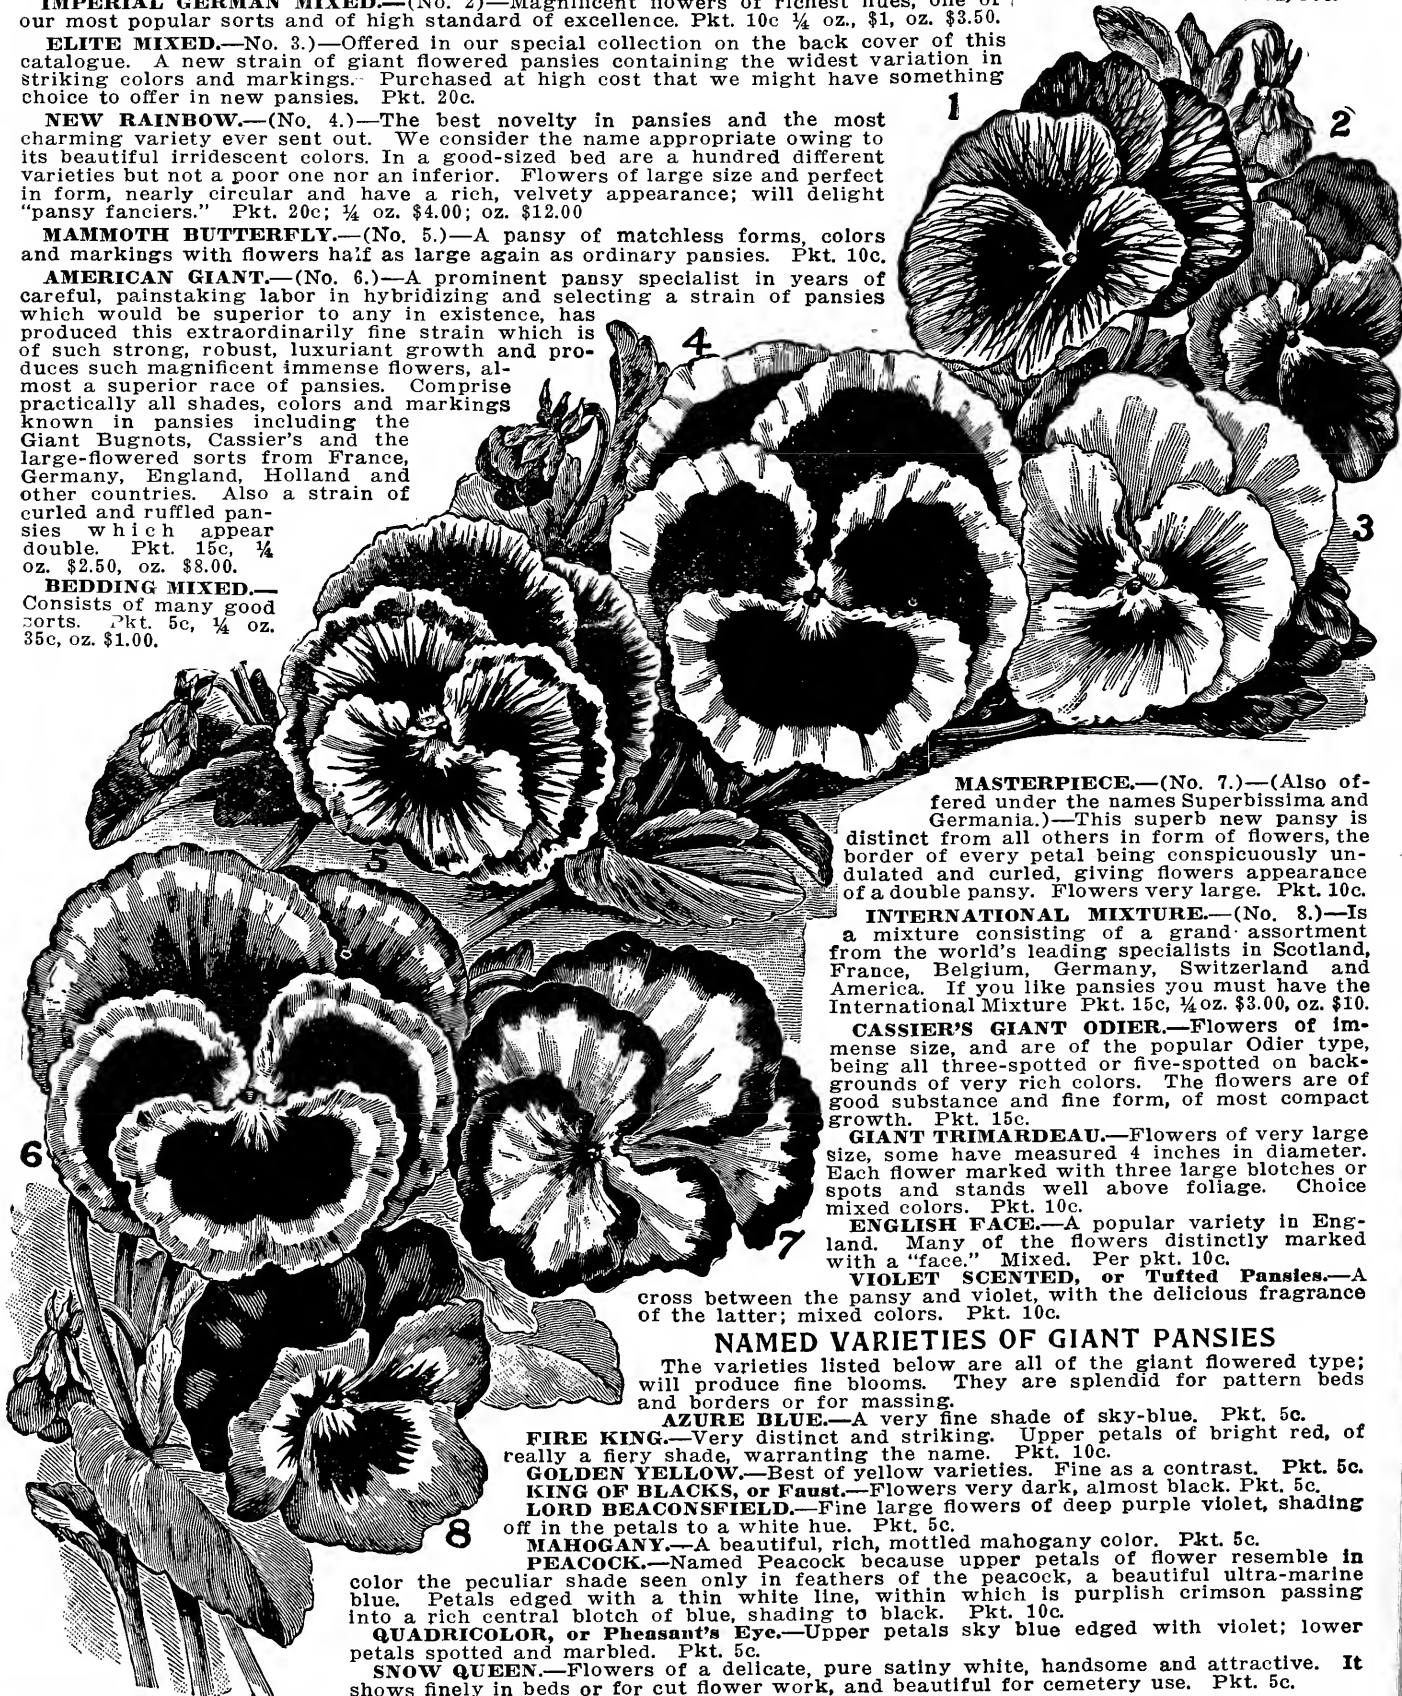 IMPERIAL GERMAN MIXED.—(No. 2)—Magnificent flowers of richest hues, one of
our most popular sorts and of high standard of excellence. Pkt. 10c ¼ oz., $1, oz. $3.50.
ELITE MIXED.—No. 3.)—Offered in our special collection on the back cover of this
catalogue. A new strain of giant flowered pansies containing the widest variation in
striking colors and markings. Purchased at high cost that we might have something
choice to offer in new pansies. Pkt. 20c.
NEW RAINBOW.—(No. 4.)—The best novelty in pansies and the most
charming variety ever sent out. We consider the name appropriate owing to
its beautiful irridescent colors. In a good-sized bed are a hundred different
varieties but not a poor one nor an inferior. Flowers of large size and perfect
in form, nearly circular and have a rich, velvety appearance; will delight
"pansy fanciers." Pkt. 20c; ¼ oz. $4.00; oz. $12.00
MAMMOTH BUTTERFLY.—(No. 5.)—A pansy of matchless forms, colors
and markings with flowers half as large again as ordinary pansies. Pkt. 10c.
AMERICAN GIANT.—(No. 6.)—A prominent pansy specialist in years of
careful, painstaking labor in hybridizing and selecting a strain of pansies
which would be superior to any in existence, has
produced this extraordinarily fine strain which is
of such strong, robust, luxuriant growth and pro-
duces such magnificent immense flowers, al-
most a superior race of pansies. Comprise
practically all shades, colors and markings
known in pansies including the
Giant Bugnots, Cassier's and the
large-flowered sorts from France,
Germany, England, Holland and
other countries. Also a strain of
curled and ruffled pan-
sies which appear
double. Pkt. 15c, ¼
oz. $2.50, oz. $8.00.
BEDDING MIXED.—
Consists of many good
sorts. Pkt. 5c, ¼ oz.
35c, oz. $1.00.
1
2
3
4
5
6
7
8
MASTERPIECE.—(No. 7.)—(Also of-
fered under the names Superbissima and
Germania.)—This superb new pansy is
distinct from all others in form of flowers, the
border of every petal being conspicuously un-
dulated and curled, giving flowers appearance
of a double pansy. Flowers very large. Pkt. 10c.
INTERNATIONAL MIXTURE.—(No. 8.)—Is
a mixture consisting of a grand assortment
from the world's leading specialists in Scotland,
France, Belgium, Germany, Switzerland and
America. If you like pansies you must have the
International Mixture Pkt. 15c, ¼ oz. $3.00, oz. $10.
CASSIER'S GIANT ODIER.—Flowers of im-
mense size, and are of the popular Odier type,
being all three-spotted or five-spotted on back-
grounds of very rich colors. The flowers are of
good substance and fine form, of most compact
growth. Pkt. 15c.
GIANT TRIMARDEAU.—Flowers of very large
size, some have measured 4 inches in diameter.
Each flower marked with three large blotches or
spots and stands well above foliage. Choice
mixed colors. Pkt. 10c.
ENGLISH FACE.—A popular variety in Eng-
land. Many of the flowers distinctly marked
with a "face." Mixed. Per pkt. 10c.
VIOLET SCENTED, or Tufted Pansies.—A
cross between the pansy and violet, with the delicious fragrance
of the latter; mixed colors. Pkt. 10c.
NAMED VARIETIES OF GIANT PANSIES
The varieties listed below are all of the giant flowered type;
will produce fine blooms. They are splendid for pattern beds
and borders or for massing.
AZURE BLUE.—A very fine shade of sky-blue. Pkt. 5c.
FIRE KING.—Very distinct and striking. Upper petals of bright red, of
really a fiery shade, warranting the name. Pkt. 10c.
GOLDEN YELLOW.—Best of yellow varieties. Fine as a contrast. Pkt. 5c.
KING OF BLACKS, or Faust.—Flowers very dark, almost black. Pkt. 5c.
LORD BEACONSFIELD.—Fine large flowers of deep purple violet, shading
off in the petals to a white hue. Pkt. 5c.
MAHOGANY.—A beautiful, rich, mottled mahogany color. Pkt. 5c.
PEACOCK.—Named Peacock because upper petals of flower resemble in
color the peculiar shade seen only in feathers of the peacock, a beautiful ultra-marine
blue. Petals edged with a thin white line, within which is purplish crimson passing
into a rich central blotch of blue, shading to black. Pkt. 10c.
QUADRICOLOR, or Pheasant's Eye.—Upper petals sky blue edged with violet; lower
petals spotted and marbled. Pkt. 5c.
SNOW QUEEN.—Flowers of a delicate, pure satiny white, handsome and attractive. It
shows finely in beds or for cut flower work, and beautiful for cemetery use. Pkt. 5c.